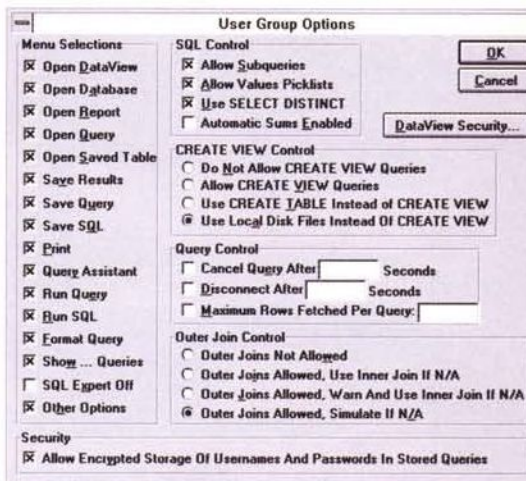 User Group Options
Menu Selections
Open DataView
Open Database
Open Report
Open Query
Open Saved Table
Save Results
Save Query
Save SQL
Print
Query Assistant
Run Query
Run SQL
Format Query
Show ... Queries
SQL Expert Off
Other Options
SQL Control
Allow Subqueries
Allow Values Picklists
Use SELECT DISTINCT
Automatic Sums Enabled
OK
Cancel
DataView Security...
CREATE VIEW Control
Do Not Allow CREATE VIEW Queries
Allow CREATE VIEW Queries
Use CREATE TABLE Instead of CREATE VIEW
Use Local Disk Files Instead Of CREATE VIEW
Query Control
Cancel Query After Seconds
Disconnect After Seconds
Maximum Rows Fetched Per Query:
Outer Join Control
Outer Joins Not Allowed
Outer Joins Allowed, Use Inner Join If N/A
Outer Joins Allowed, Warn And Use Inner Join If N/A
Outer Joins Allowed, Simulate If N/A
Security
Allow Encrypted Storage Of Usernames And Passwords In Stored Queries